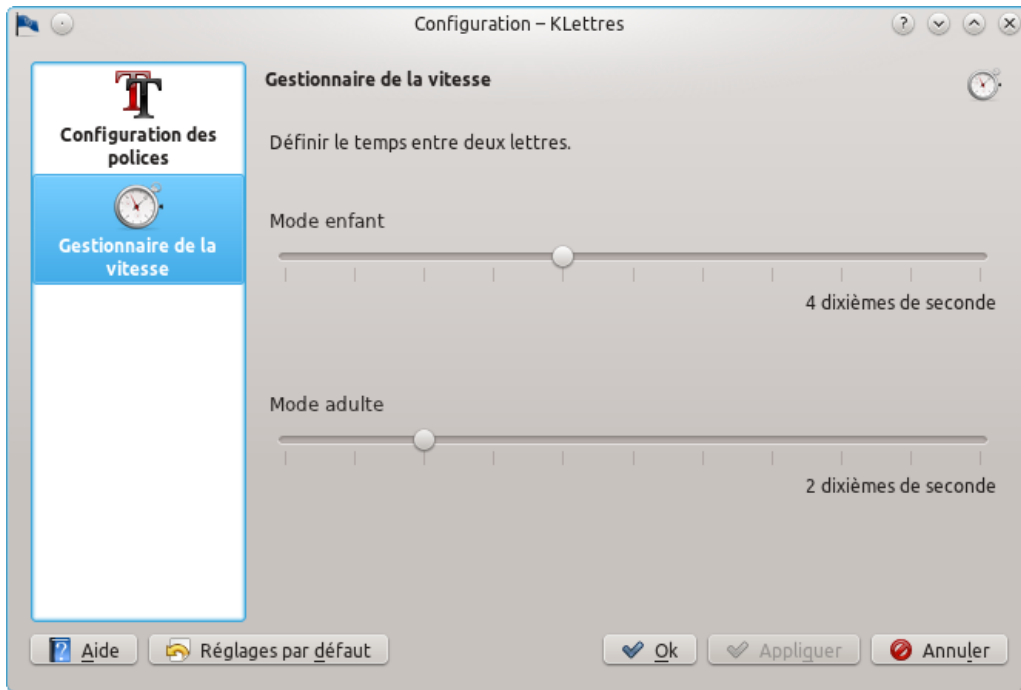 Configuration – KLettres
Configuration des
polices
Gestionnaire de la
vitesse
Gestionnaire de la vitesse
Définir le temps entre deux lettres.
Mode enfant
4 dixièmes de seconde
Mode adulte
2 dixièmes de seconde
Aide
Réglages par défaut
Ok
Appliquer
Annuler